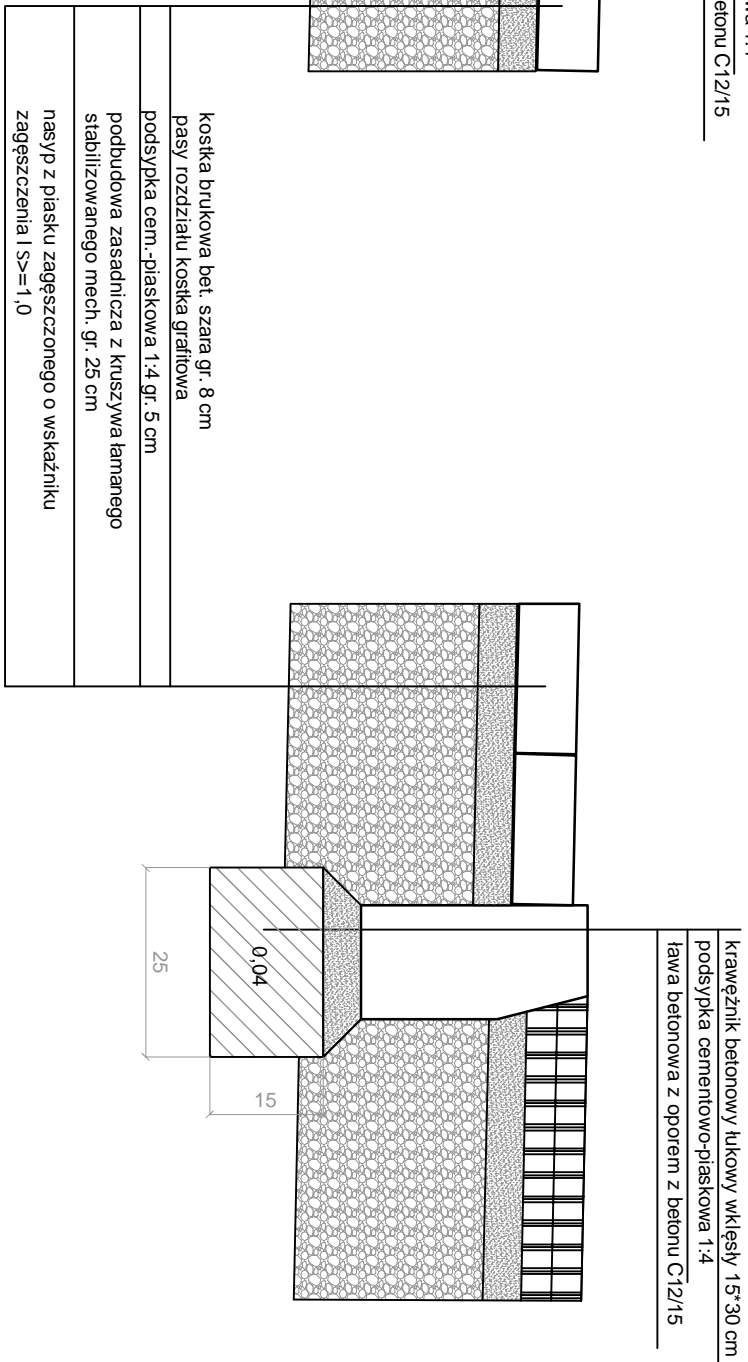 wa 1:4
etonu C12/15
krawężnik betonowy łukowy wklęsły 15*30 cm
podsypka cementowo-piaskowa 1:4
ława betonowa z oporem z betonu C12/15
kostka brukowa bet. szara gr. 8 cm
pasy rozdziału kostka grafitowa
podsypka cem.-piaskowa 1:4 gr. 5 cm
podbudowa zasadnicza z kruszywa łamanego
stabilizowanego mech. gr. 25 cm
nasyp z piasku zagęszczonego o wskaźniku
zagęszczenia I S>=1,0
0,04
15
25